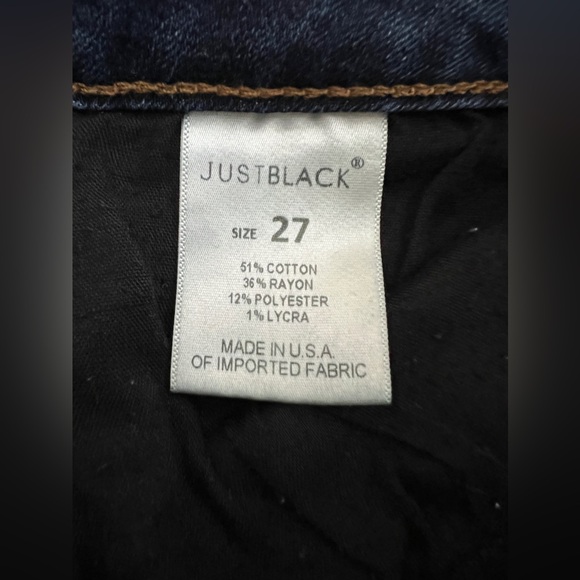 JUSTBLACK®
SIZE 27
51% COTTON
36% RAYON
12% POLYESTER
1% LYCRA
MADE IN U.S.A.
OF IMPORTED FABRIC